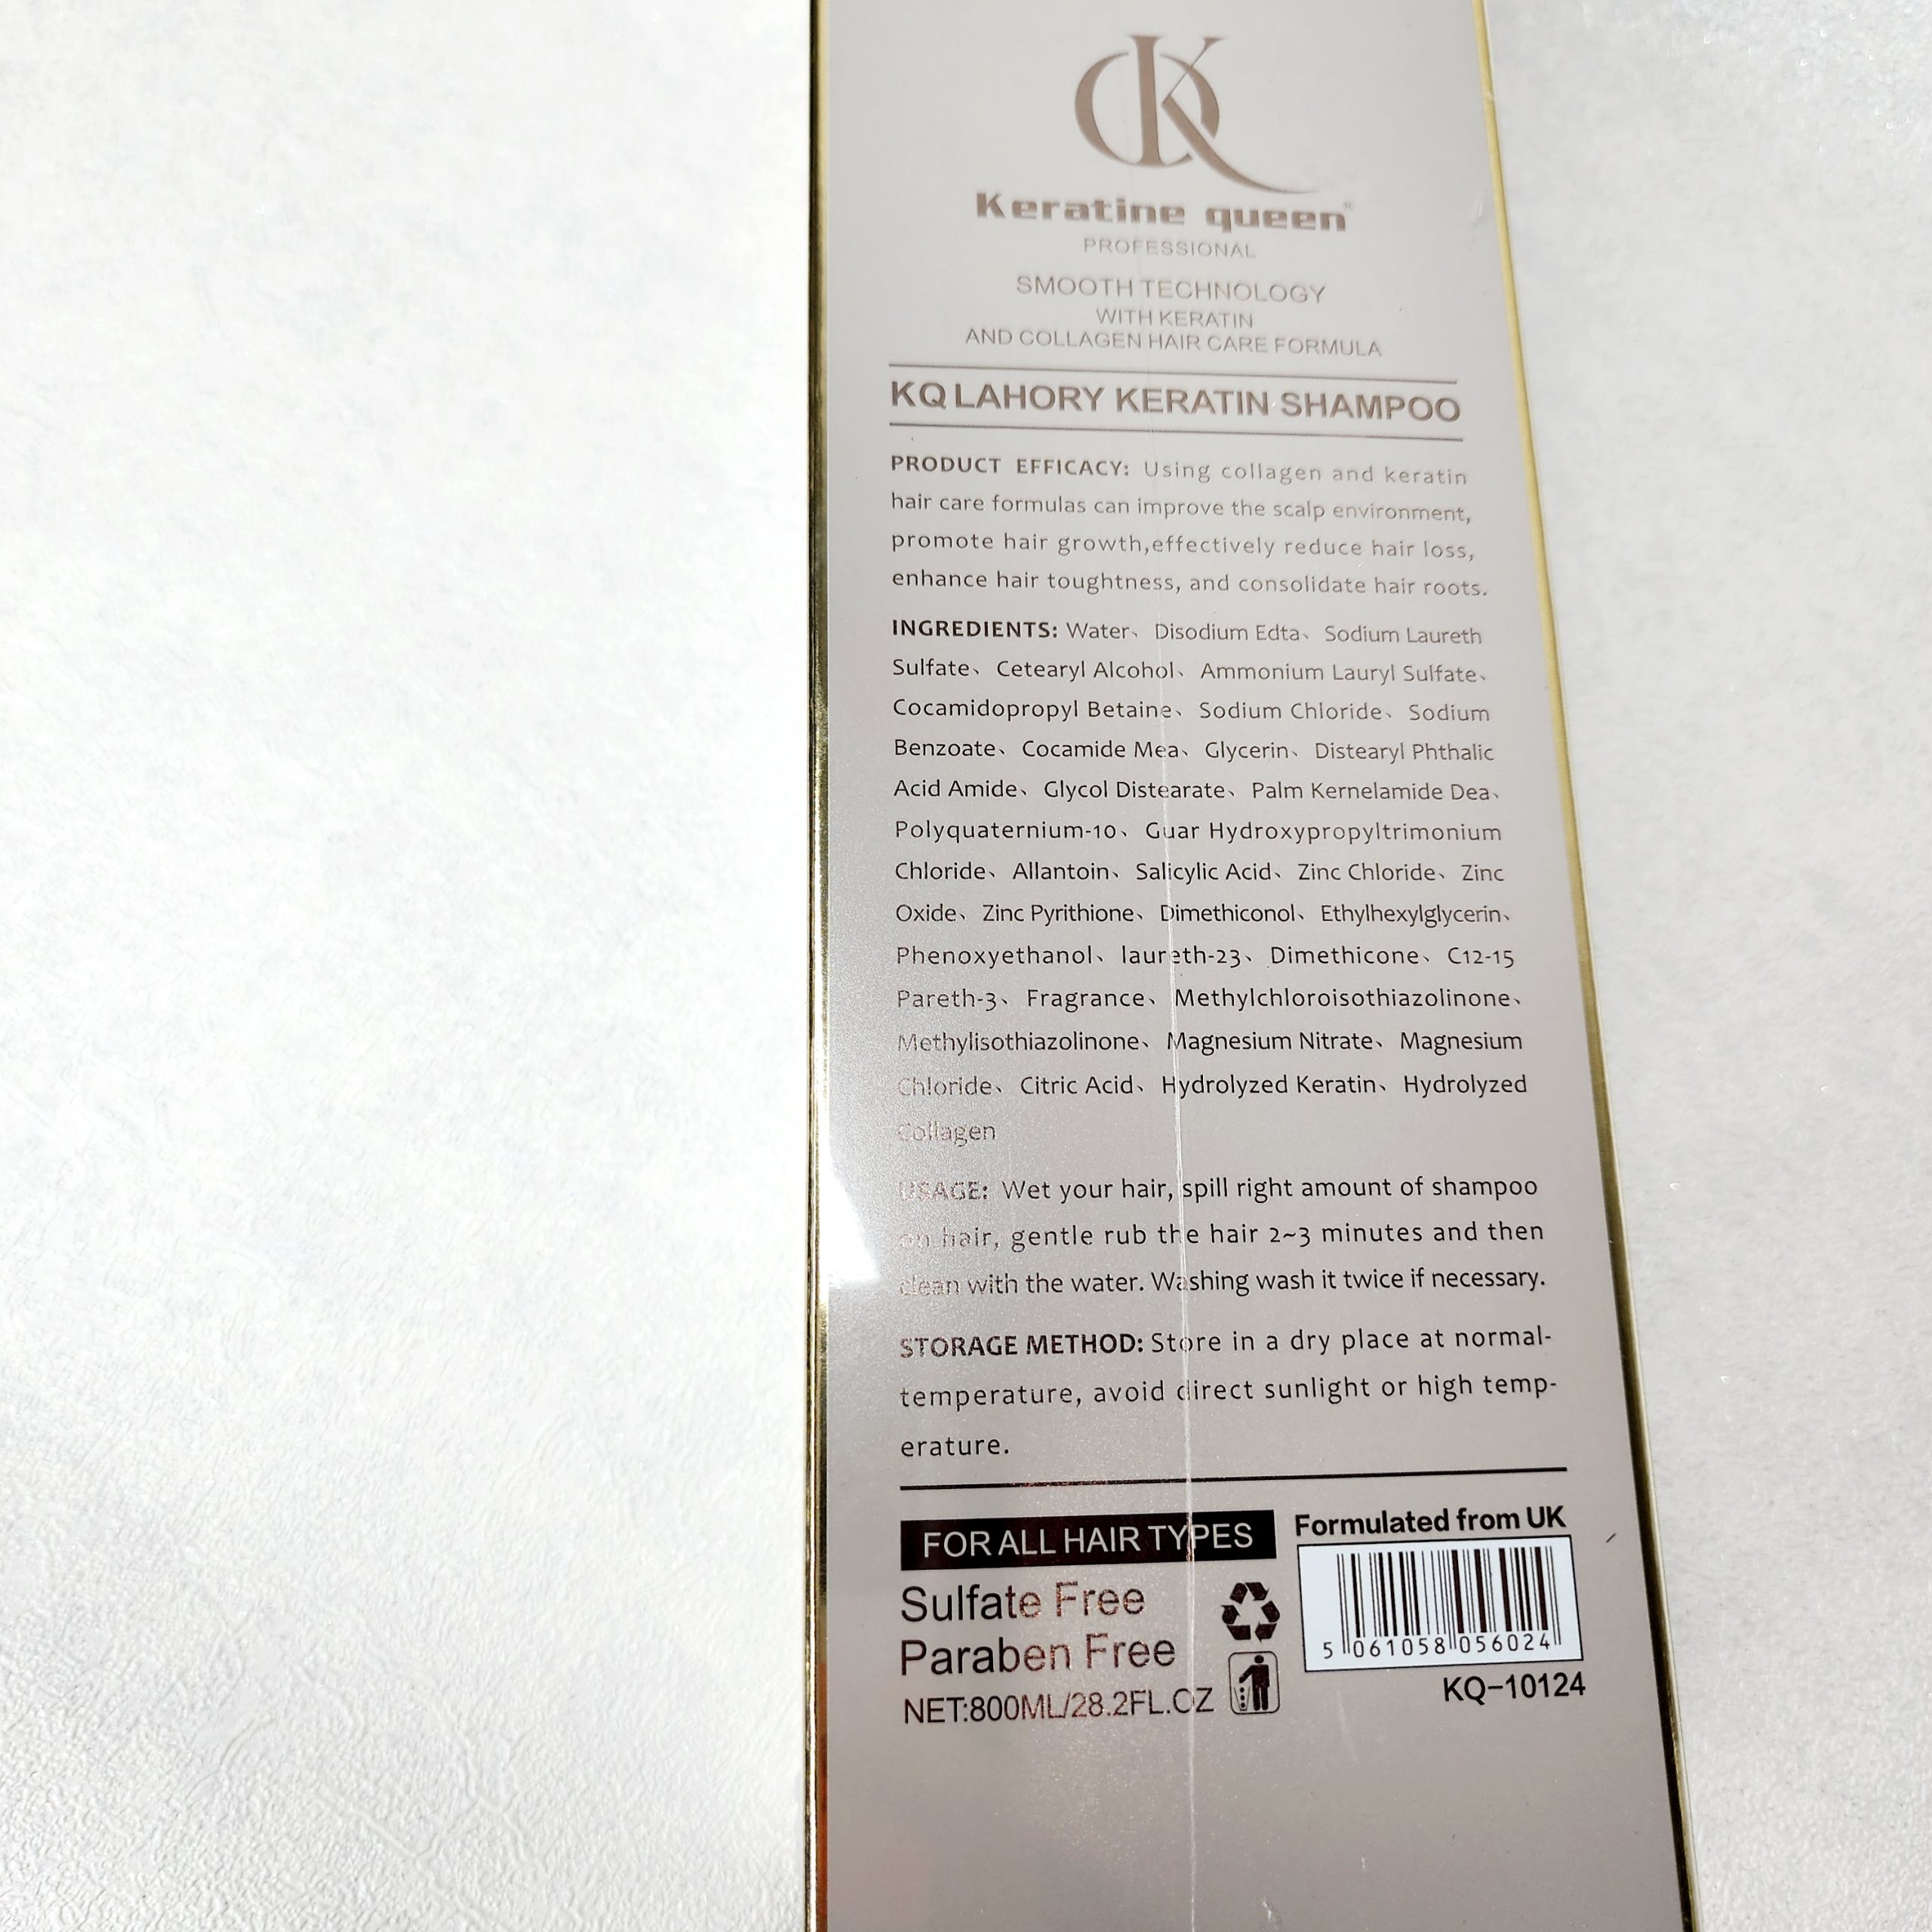 Keratine queen®
PROFESSIONAL
SMOOTH TECHNOLOGY
WITH KERATIN
AND COLLAGEN HAIR CARE FORMULA
KQ LAHORY KERATIN SHAMPOO
PRODUCT EFFICACY: Using collagen and keratin
hair care formulas can improve the scalp environment,
promote hair growth,effectively reduce hair loss,
enhance hair toughtness, and consolidate hair roots.
INGREDIENTS: Water、Disodium Edta、Sodium Laureth
Sulfate、Cetearyl Alcohol、Ammonium Lauryl Sulfate、
Cocamidopropyl Betaine、Sodium Chloride、Sodium
Benzoate、Cocamide Mea、Glycerin、Distearyl Phthalic
Acid Amide、Glycol Distearate、Palm Kernelamide Dea、
Polyquaternium-10、Guar Hydroxypropyltrimonium
Chloride、Allantoin、Salicylic Acid、Zinc Chloride、Zinc
Oxide、Zinc Pyrithione、Dimethiconol、Ethylhexylglycerin、
Phenoxyethanol、laureth-23、Dimethicone、C12-15
Pareth-3、Fragrance、Methylchloroisothiazolinone、
Methylisothiazolinone、Magnesium Nitrate、Magnesium
Chloride、Citric Acid、Hydrolyzed Keratin、Hydrolyzed
Collagen
USAGE: Wet your hair, spill right amount of shampoo
on hair, gentle rub the hair 2~3 minutes and then
clean with the water. Washing wash it twice if necessary.
STORAGE METHOD: Store in a dry place at normal-
temperature, avoid direct sunlight or high temp-
erature.
FOR ALL HAIR TYPES
Sulfate Free
Paraben Free
NET:800ML/28.2FL.OZ
Formulated from UK
5 061058 056024
KQ-10124